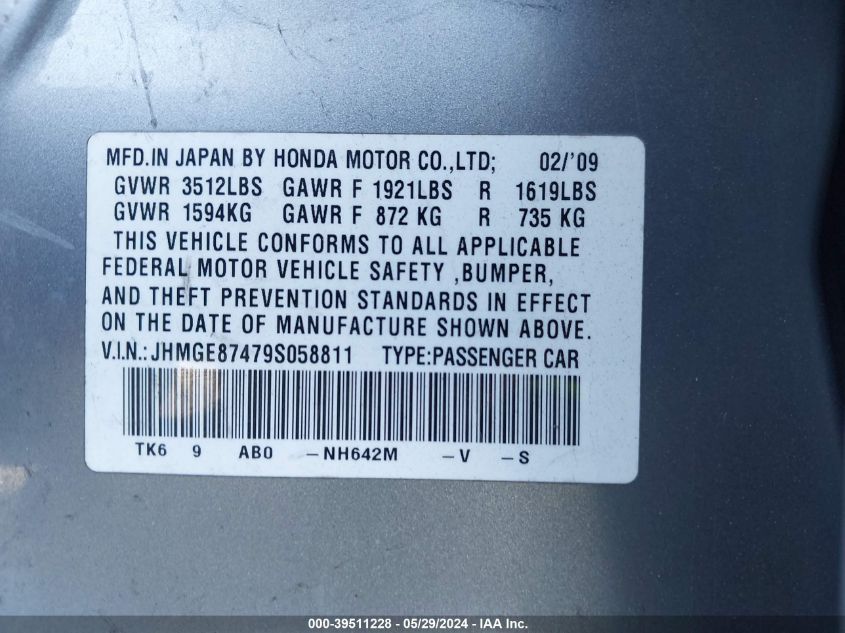 MFD.IN JAPAN BY HONDA MOTOR CO.,LTD; 02/'09
GVWR 3512LBS GAWR F 1921LBS R 1619LBS
GVWR 1594KG GAWR F 872 KG R 735 KG
THIS VEHICLE CONFORMS TO ALL APPLICABLE
FEDERAL MOTOR VEHICLE SAFETY ,BUMPER,
AND THEFT PREVENTION STANDARDS IN EFFECT
ON THE DATE OF MANUFACTURE SHOWN ABOVE.
V.I.N.:JHMGE87479S058811 TYPE:PASSENGER CAR
TK6 9 AB0 -NH642M -V -S
000-39511228 - 05/29/2024 - IAA Inc.